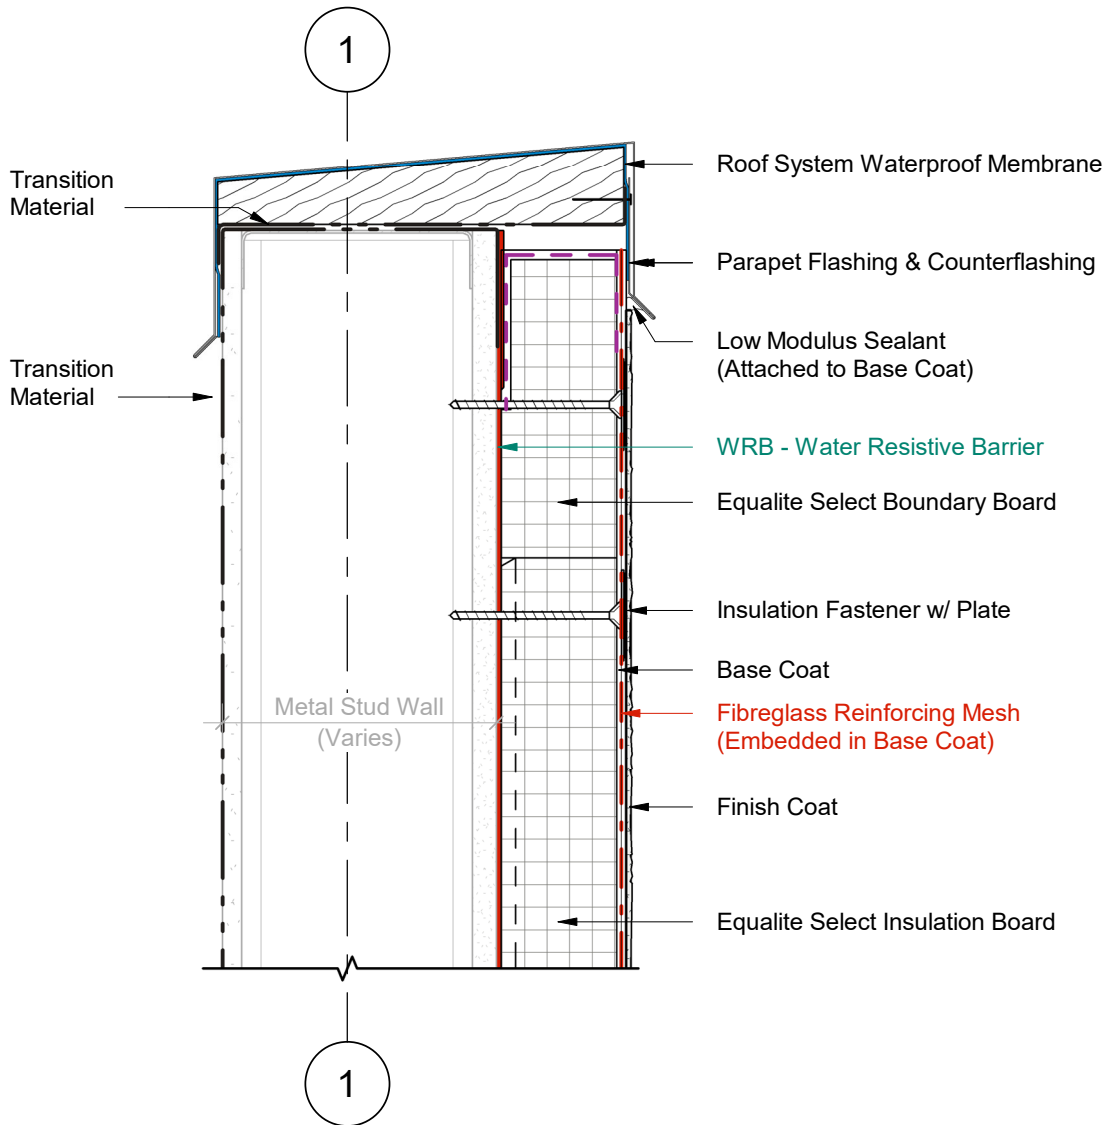 1
Transition
Material
Transition
Material
Roof System Waterproof Membrane
Parapet Flashing & Counterflashing
Low Modulus Sealant
(Attached to Base Coat)
WRB - Water Resistive Barrier
Equalite Select Boundary Board
Insulation Fastener w/ Plate
Base Coat
Fibreglass Reinforcing Mesh
(Embedded in Base Coat)
Finish Coat
Equalite Select Insulation Board
Metal Stud Wall
(Varies)
1